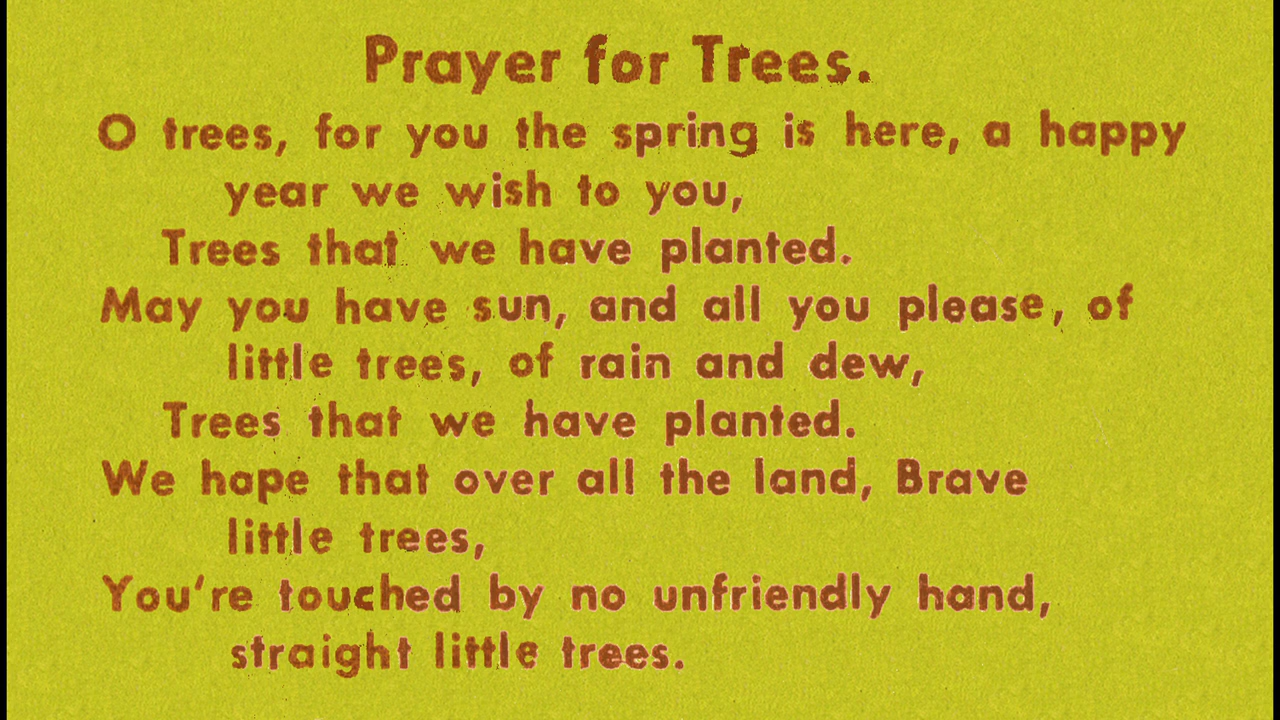 Prayer for Trees.
O trees, for you the spring is here, a happy
year we wish to you,
Trees that we have planted.
May you have sun, and all you please, of
little trees, of rain and dew,
Trees that we have planted.
We hope that over all the land, Brave
little trees,
You're touched by no unfriendly hand,
straight little trees.